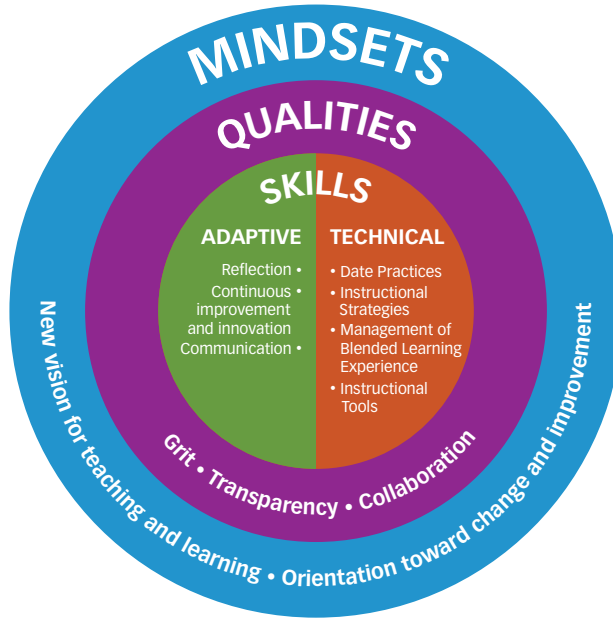 MINDSETS
QUALITIES
SKILLS
ADAPTIVE
Reflection •
Continuous •
improvement
and innovation
Communication •
TECHNICAL
• Date Practices
• Instructional
Strategies
• Management of
Blended Learning
Experience
• Instructional
Tools
Grit • Transparency • Collaboration
New vision for teaching and learning • Orientation toward change and improvement